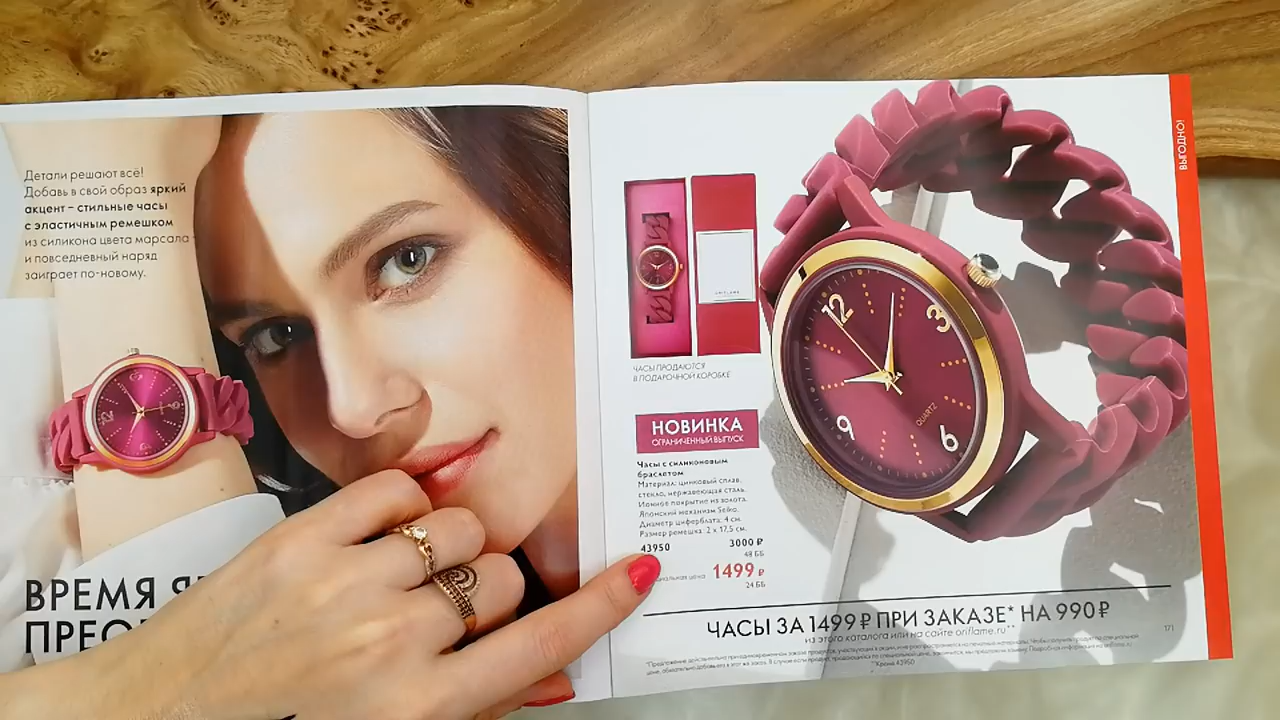 Детали решают всё!
Добавь в свой образ яркий
акцент – стильные часы
с эластичным ремешком
из силикона цвета марсала
и повседневный наряд
заиграет по-новому.
ВРЕМЯ
ORIFLAME
ЧАСЫ ПРОДАЮТСЯ
В ПОДАРОЧНОЙ КОРОБКЕ
НОВИНКА
ОГРАНИЧЕННЫЙ ВЫПУСК
Часы с силиконовым
браслетом
Материал: цинковый сплав,
стекло, нержавеющая сталь.
Ионное покрытие из золота.
Японский механизм Seiko.
Диаметр циферблата: 4 см.
Размер ремешка: 2 x 17,5 см.
43950 3000 ₽
48 ББ
цена 1499 ₽
24 ББ
12
3
6
9
QUARTZ
ВЫГОДНО!
ЧАСЫ ЗА 1499 ₽ ПРИ ЗАКАЗЕ* НА 990 ₽
из этого каталога или на сайте oriflame.ru**
171
**Кроме 43950